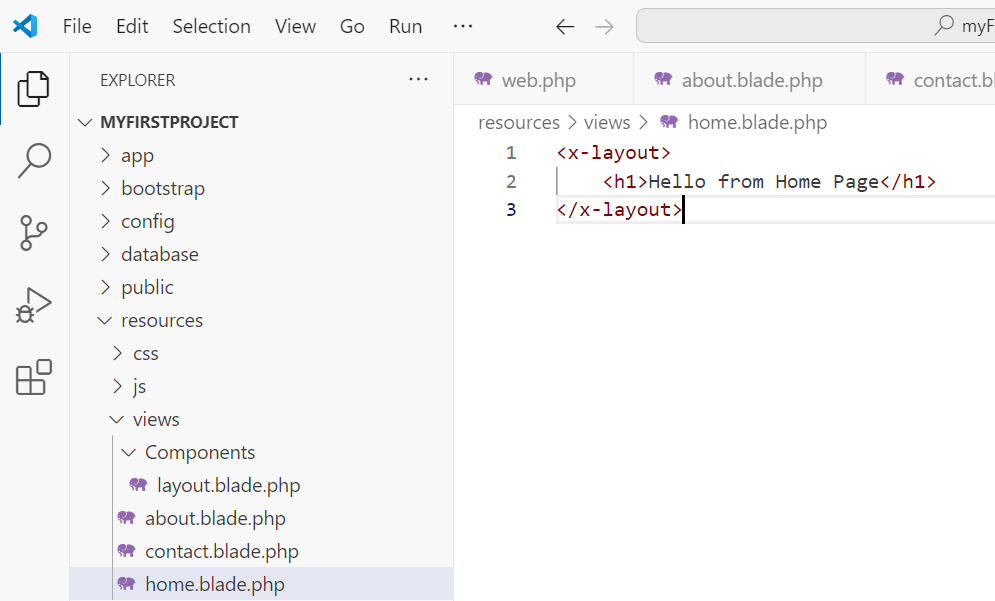 File Edit Selection View Go Run ··· myF
EXPLORER ···
MYFIRSTPROJECT
app
bootstrap
config
database
public
resources
css
js
views
Components
layout.blade.php
about.blade.php
contact.blade.php
home.blade.php
web.php about.blade.php contact.bl
resources > views > home.blade.php
1 <x-layout>
2 <h1>Hello from Home Page</h1>
3 </x-layout>